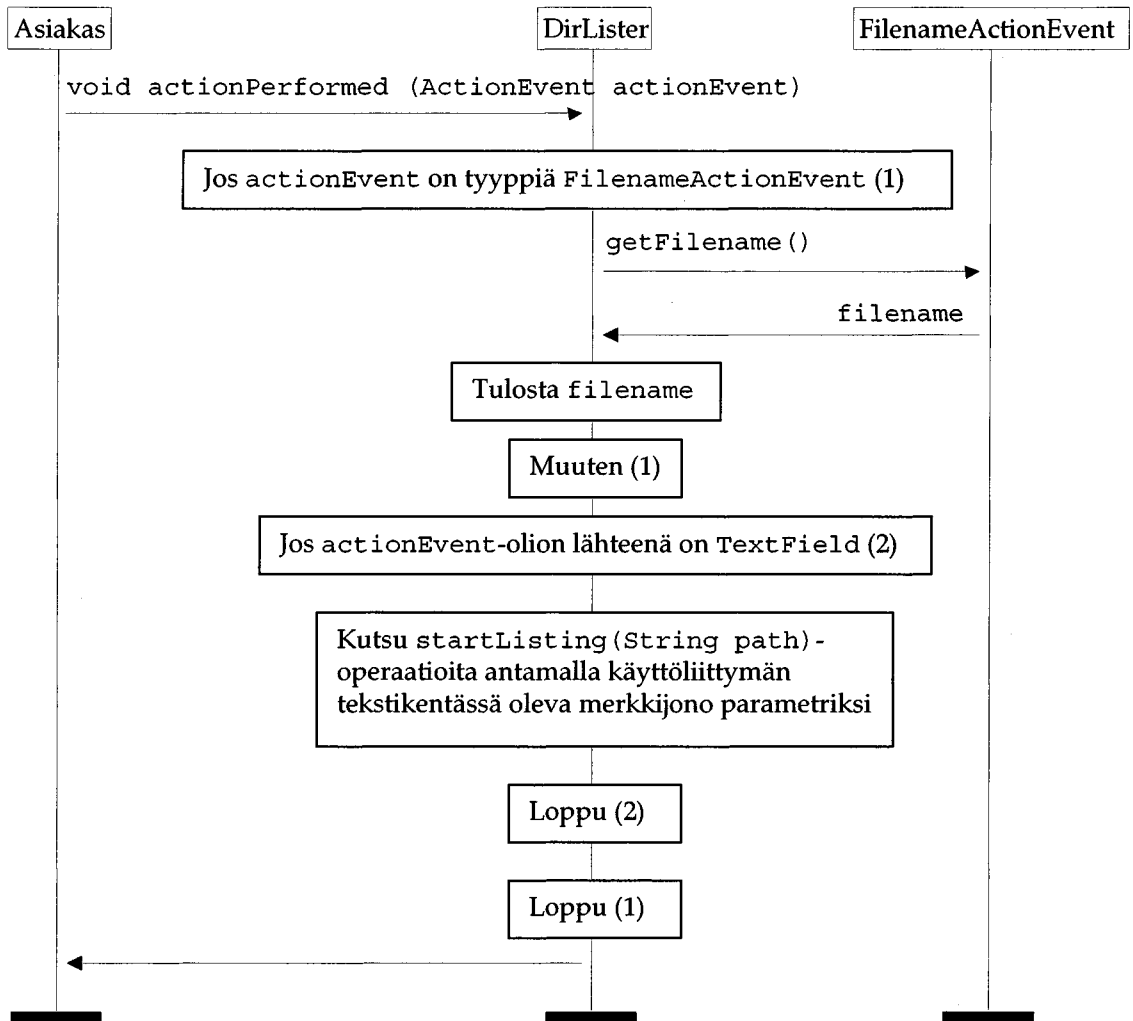 Asiakas
DirLister
FilenameActionEvent
void actionPerformed (ActionEvent actionEvent)
Jos actionEvent on tyyppiä FilenameActionEvent (1)
getFilename()
filename
Tulosta filename
Muuten (1)
Jos actionEvent-olion lähteenä on TextField (2)
Kutsu startListing(String path)-
operaatioita antamalla käyttöliittymän
tekstikentässä oleva merkkijono parametriksi
Loppu (2)
Loppu (1)